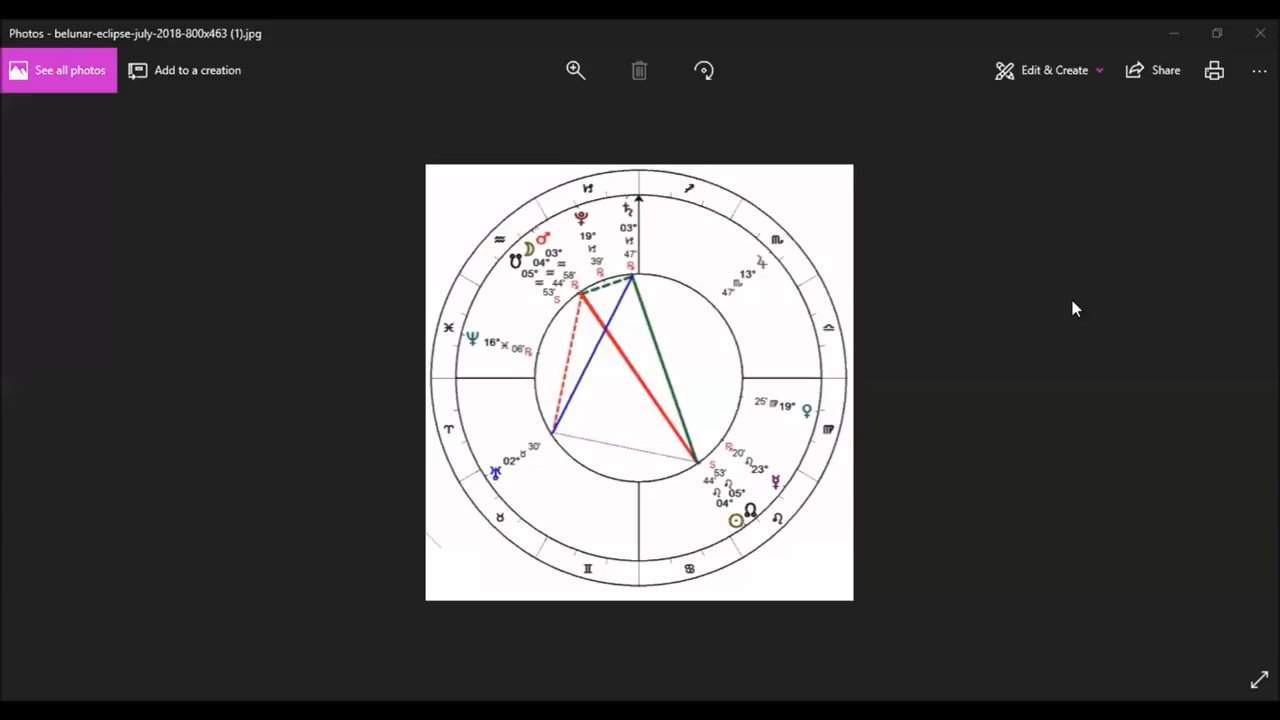 Photos - belunar-eclipse-july-2018-800x463 (1).jpg
See all photos
Add to a creation
Edit & Create
Share
♑ ♐
♇ ♄
19° 03°
♑ ♑
39' 47'
℞ ℞
♒ ♏
☽ ♂ ♃
☋ 04° 03° 13°
05° ♒ ♒ ♏
♒ 44' 58' ℞ 47'
53' S
♓ ♎
♆ 16° ♓ 06' ℞
25' ♍ 19° ♀
♈ ♍
♅ 02° ♉ 30'
℞ 20' ♌ 23° ☿
S 53' ♌ 05° ☊
44' ♌ 04° ☉
♉ ♌
♊ ♋